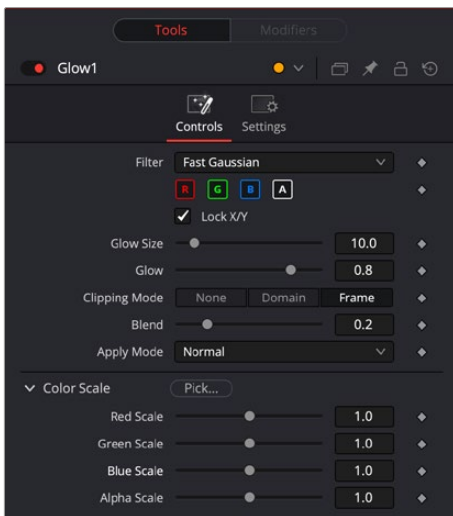 Tools Modifiers
Glow1
Controls Settings
Filter Fast Gaussian
R G B A
Lock X/Y
Glow Size 10.0
Glow 0.8
Clipping Mode None Domain Frame
Blend 0.2
Apply Mode Normal
Color Scale Pick...
Red Scale 1.0
Green Scale 1.0
Blue Scale 1.0
Alpha Scale 1.0